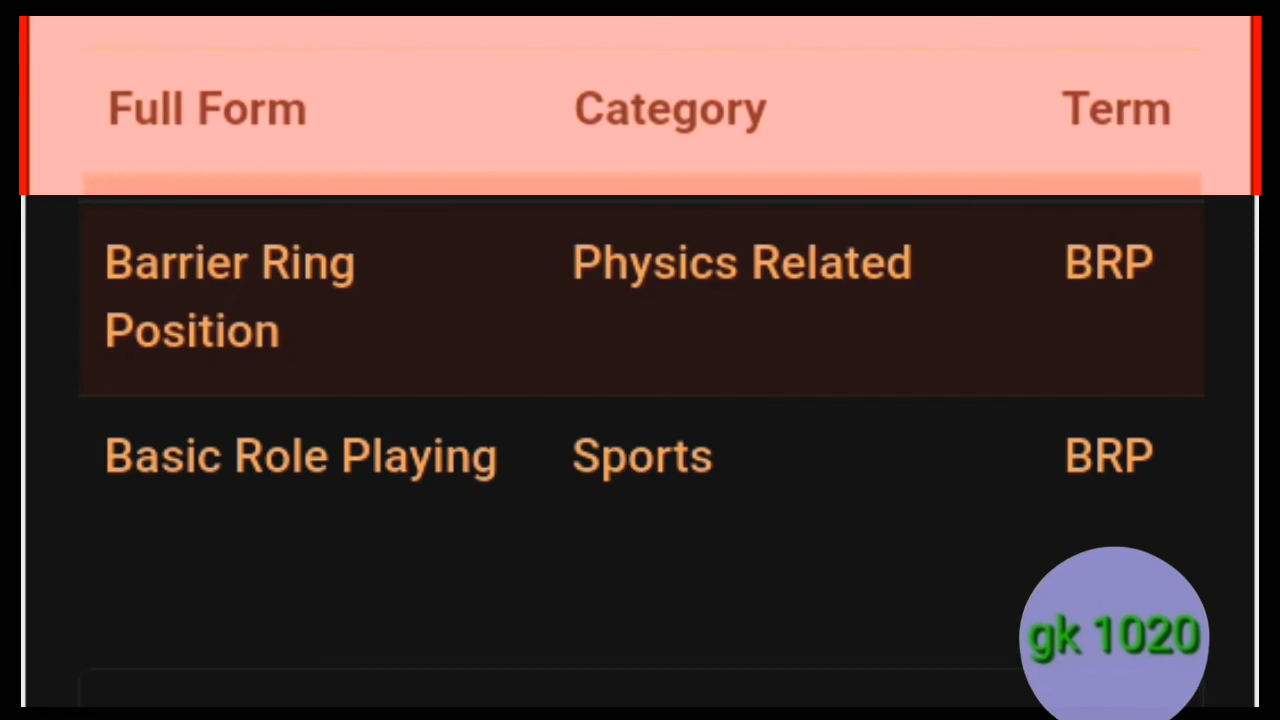 Full Form Category Term
Barrier Ring Physics Related BRP
Position
Basic Role Playing Sports BRP
gk 1020